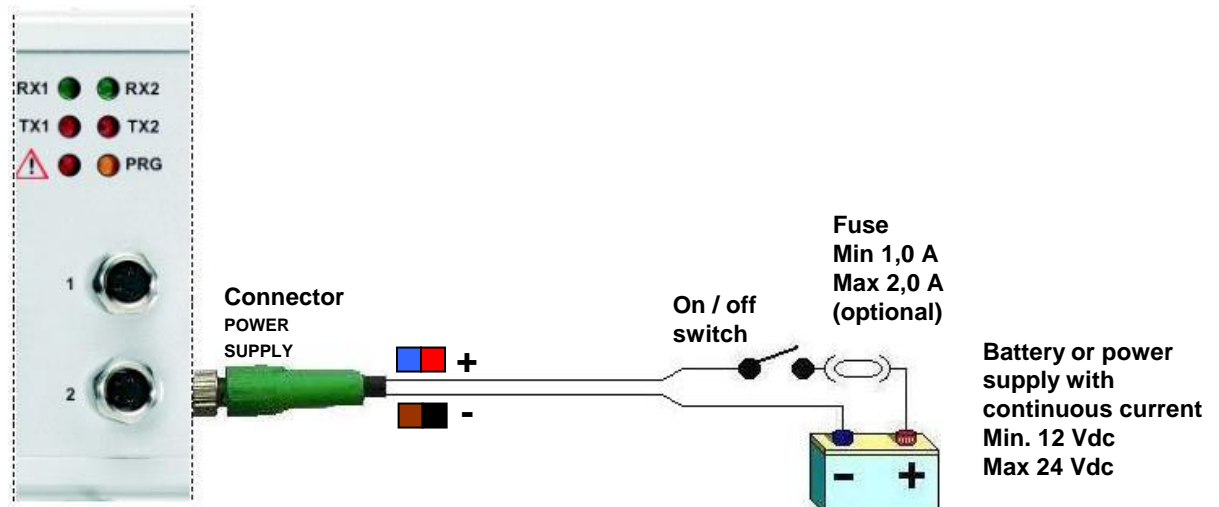 RX1 RX2
TX1 TX2
PRG
1
2
Connector
POWER
SUPPLY
+
-
On / off
switch
Fuse
Min 1,0 A
Max 2,0 A
(optional)
Battery or power
supply with
continuous current
Min. 12 Vdc
Max 24 Vdc
- +